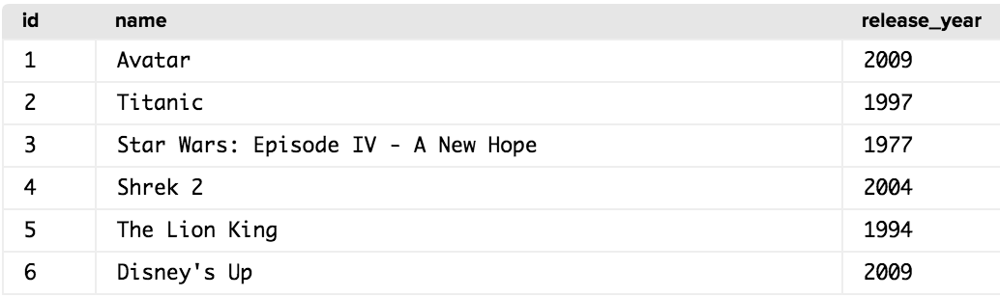 id name release_year
1 Avatar 2009
2 Titanic 1997
3 Star Wars: Episode IV - A New Hope 1977
4 Shrek 2 2004
5 The Lion King 1994
6 Disney's Up 2009